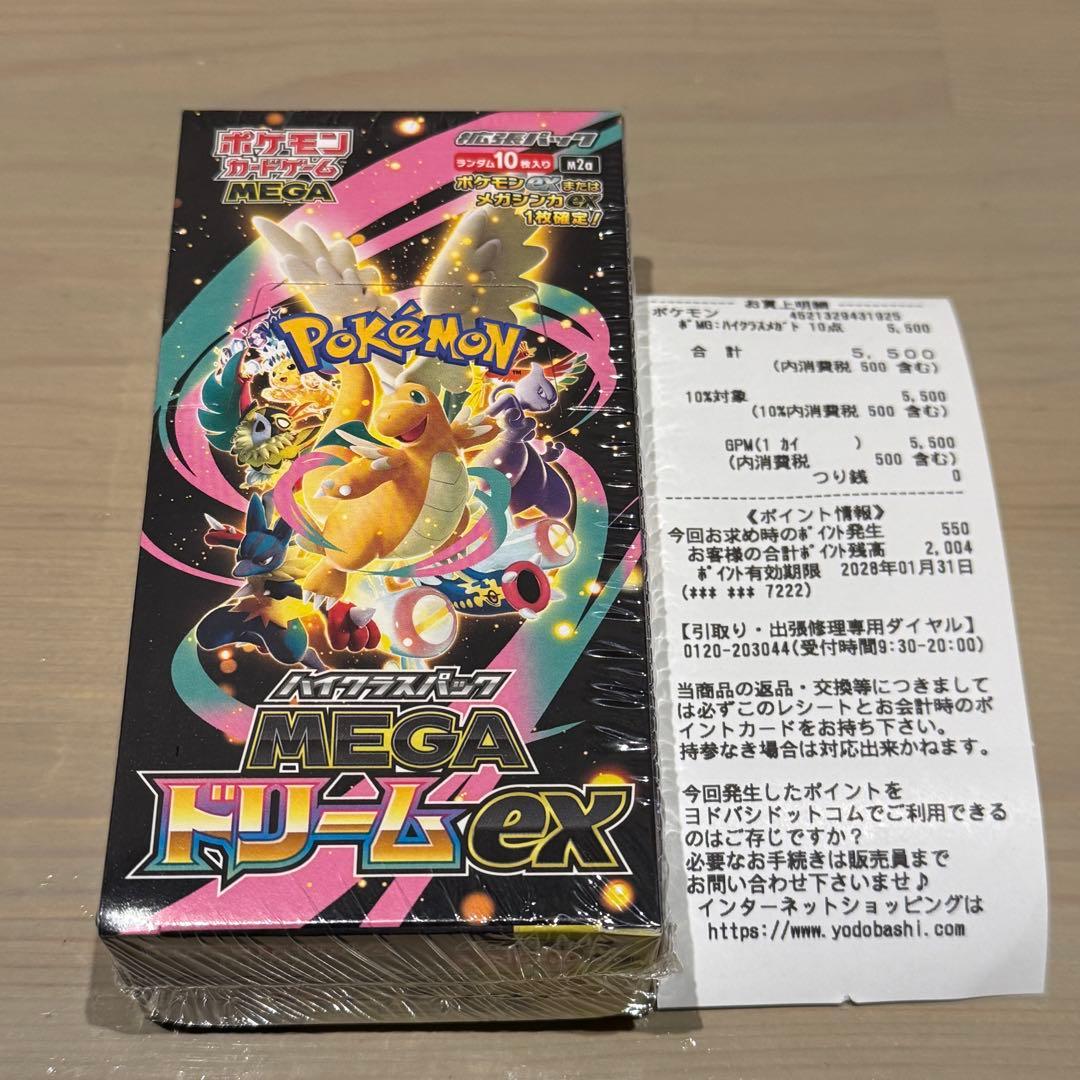 ポケモン
カードゲーム
MEGA
拡張パック
ランダム10枚入り M2a
ポケモンexまたは
メガシンカex
1枚確定!
POKéMON
TM
ハイクラスパック
MEGA
ドリームex
お買上明細
ポケモン 4521329431925
ﾎﾟMG:ﾊｲｸﾗｽﾒｶﾞﾄﾞ 10点 5,500
合 計 5,500
(内消費税 500 含む)
10%対象 5,500
(10%内消費税 500 含む)
GPM(1 ｶｲ ) 5,500
(内消費税 500 含む)
つり銭 0
《ポイント情報》
今回お求め時のﾎﾟｲﾝﾄ発生 550
お客様の合計ﾎﾟｲﾝﾄ残高 2,004
ﾎﾟｲﾝﾄ有効期限 2028年01月31日
(*** *** 7222)
【引取り・出張修理専用ダイヤル】
0120-203044(受付時間9:30-20:00)
当商品の返品・交換等につきまして
は必ずこのレシートとお会計時のポ
イントカードをお持ち下さい。
持参なき場合は対応出来かねます。
今回発生したポイントを
ヨドバシドットコムでご利用できる
のはご存じですか?
必要なお手続きは販売員まで
お問い合わせ下さいませ♪
インターネットショッピングは
https://www.yodobashi.com